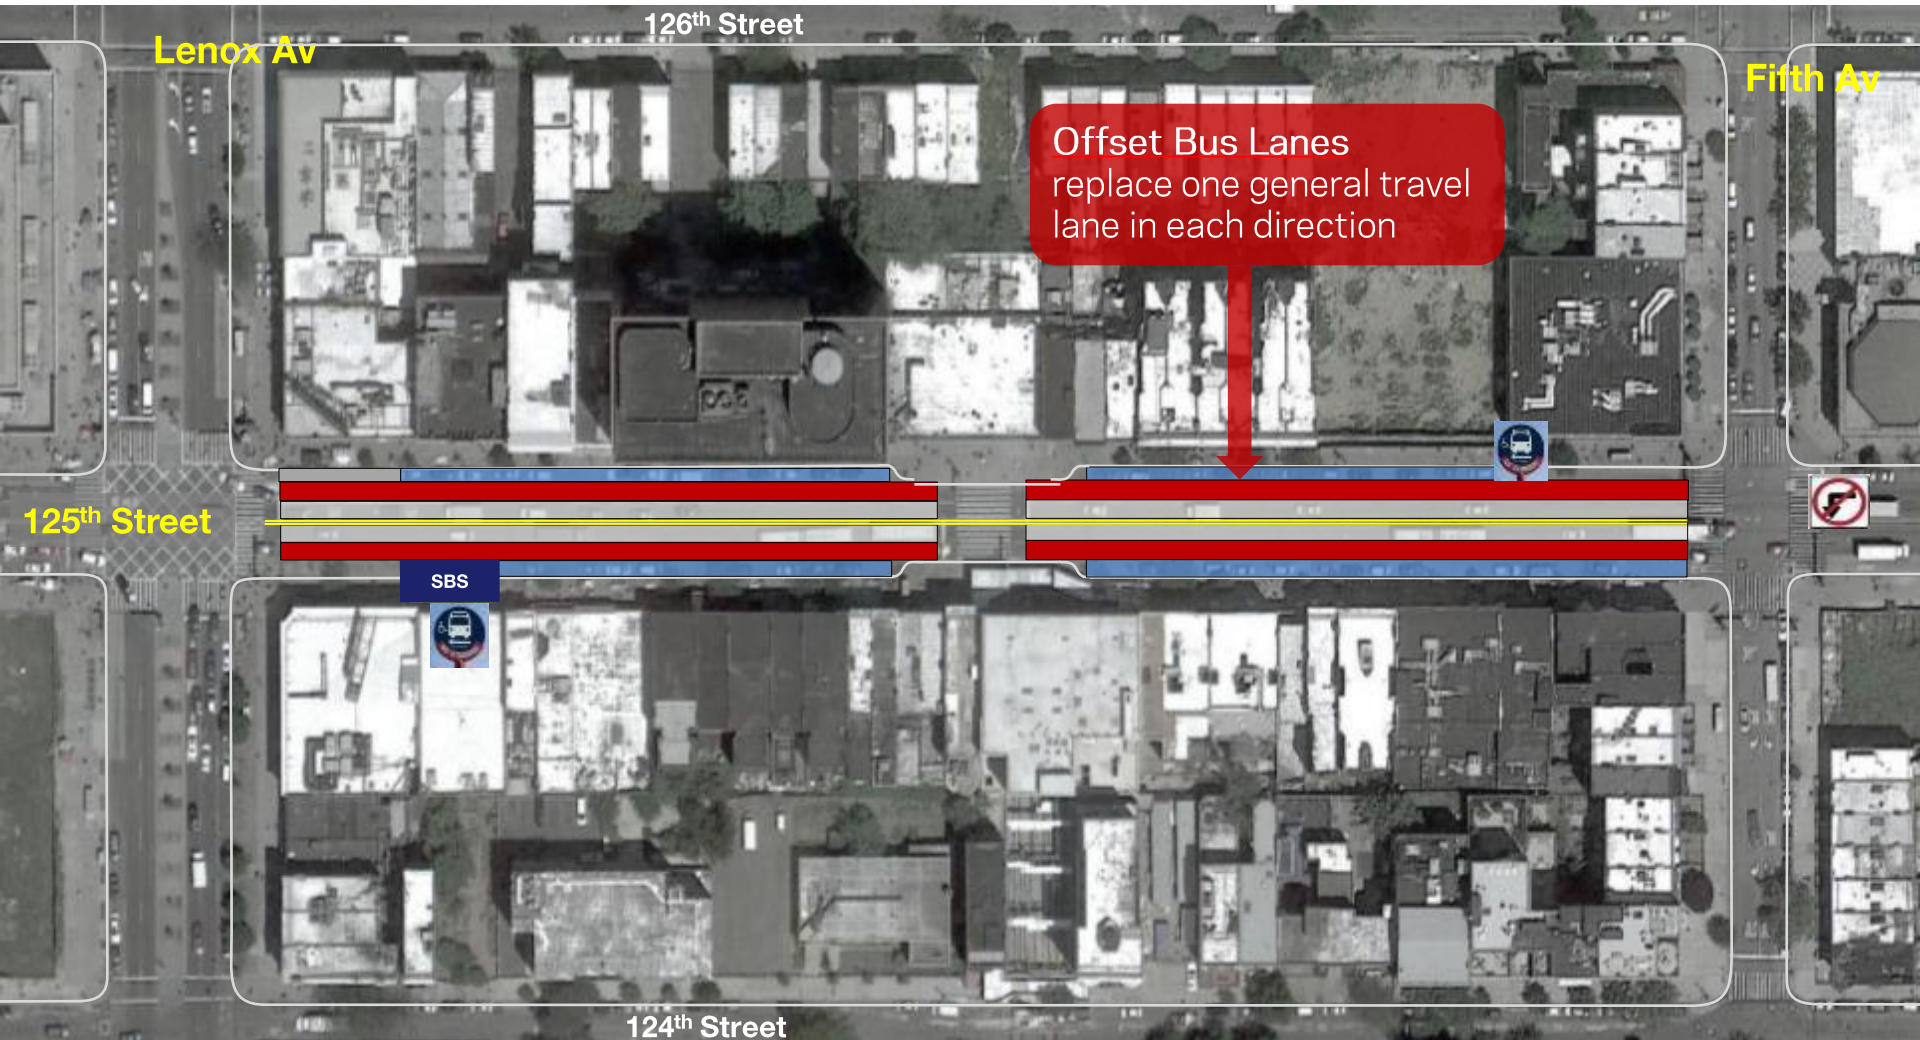 126th Street
Lenox Av
Fifth Av
Offset Bus Lanes
replace one general travel
lane in each direction
125th Street
SBS
124th Street